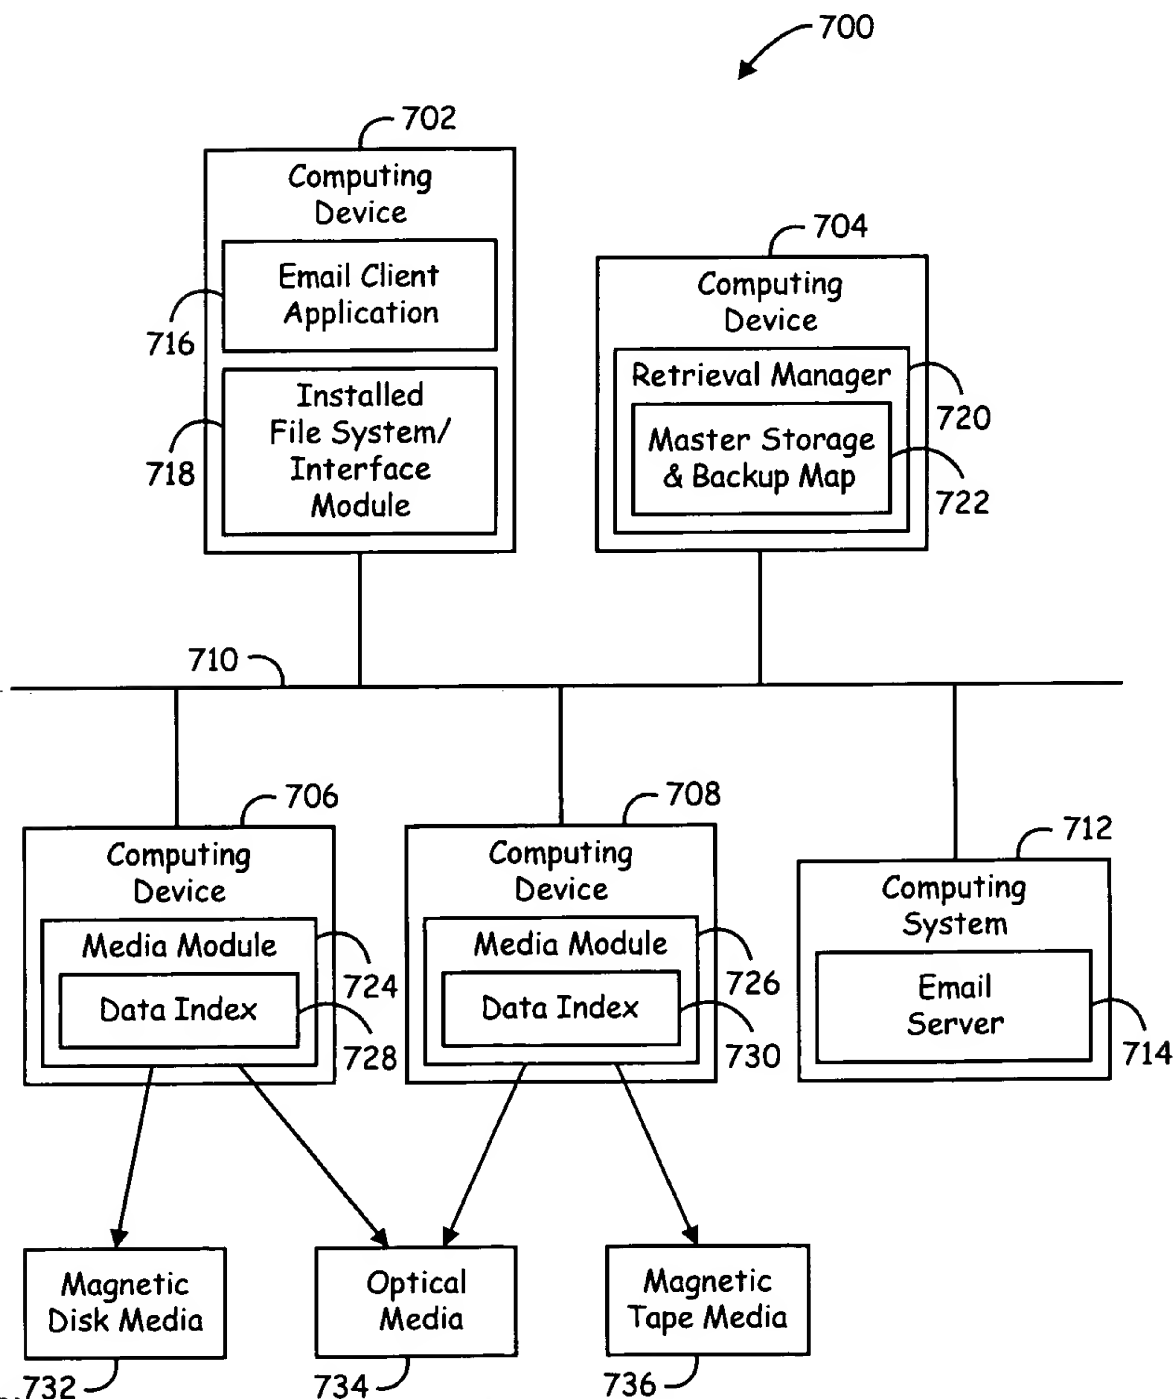 700
702
Computing
Device
Email Client
Application
716
Installed
File System/
Interface
Module
718
704
Computing
Device
Retrieval Manager
720
Master Storage
& Backup Map
722
710
706
Computing
Device
Media Module
724
Data Index
728
708
Computing
Device
Media Module
726
Data Index
730
712
Computing
System
Email
Server
714
Magnetic
Disk Media
732
Optical
Media
734
Magnetic
Tape Media
736